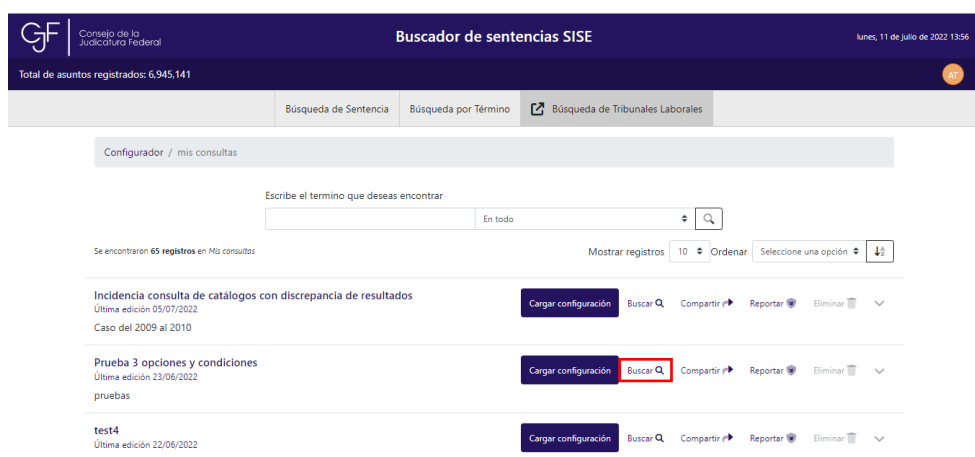 CJF
Consejo de la
Judicatura Federal
Buscador de sentencias SISE
lunes, 11 de julio de 2022 13:56
Total de asuntos registrados: 6,945,141
AT
Búsqueda de Sentencia
Búsqueda por Término
Búsqueda de Tribunales Laborales
Configurador / mis consultas
Escribe el termino que deseas encontrar
En todo
Se encontraron 65 registros en Mis consultas
Mostrar registros 10 Ordenar Seleccione una opción
Incidencia consulta de catálogos con discrepancia de resultados
Última edición 05/07/2022
Caso del 2009 al 2010
Cargar configuración Buscar Compartir Reportar Eliminar
Prueba 3 opciones y condiciones
Última edición 23/06/2022
pruebas
Cargar configuración Buscar Compartir Reportar Eliminar
test4
Última edición 22/06/2022
Cargar configuración Buscar Compartir Reportar Eliminar